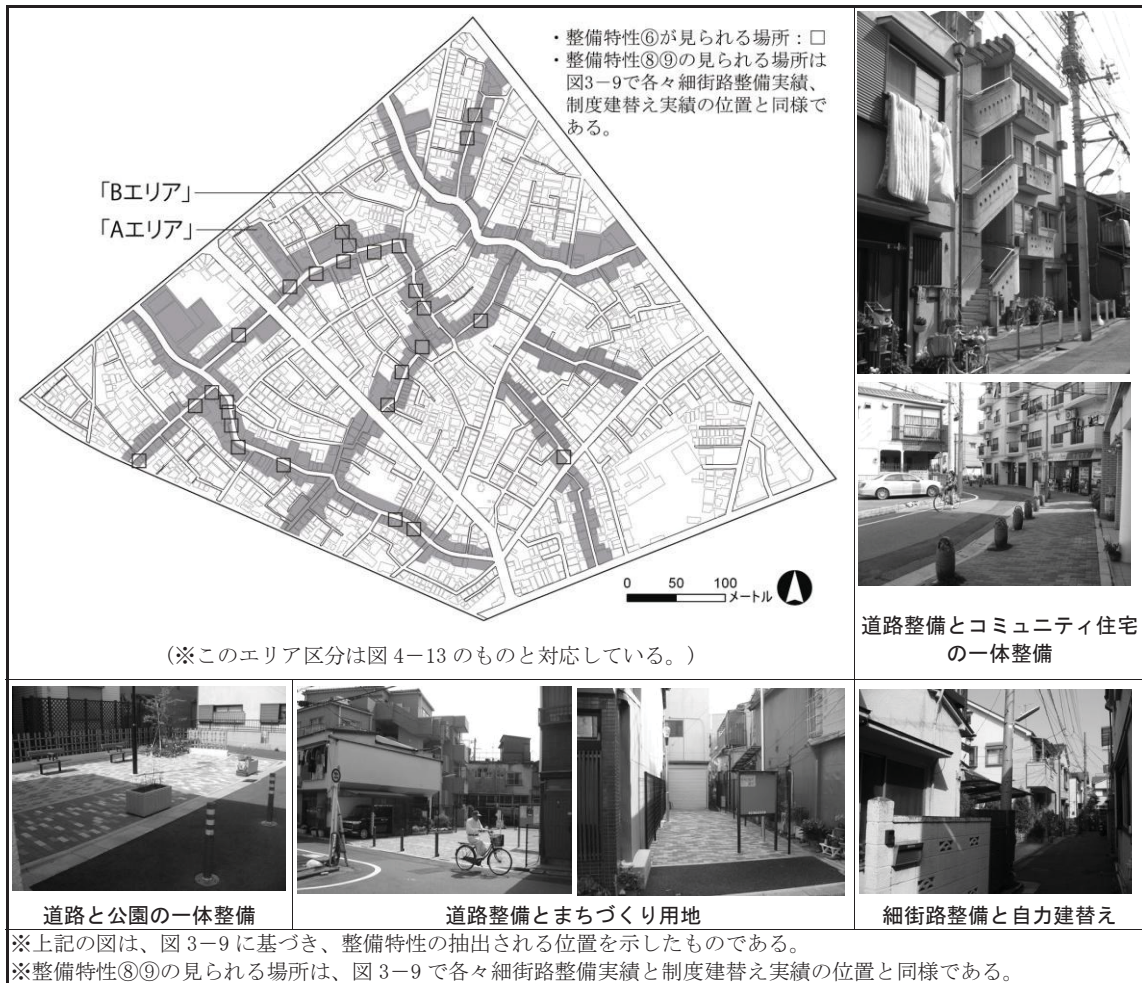 ・整備特性⑥が見られる場所：□
・整備特性⑧⑨の見られる場所は
図3－9で各々細街路整備実績、
制度建替え実績の位置と同様で
ある。
「Bエリア」
「Aエリア」
0 50 100
メートル
（※このエリア区分は図 4－13 のものと対応している。）
道路整備とコミュニティ住宅
の一体整備
道路と公園の一体整備
道路整備とまちづくり用地
細街路整備と自力建替え
※上記の図は、図 3－9 に基づき、整備特性の抽出される位置を示したものである。
※整備特性⑧⑨の見られる場所は、図 3－9 で各々細街路整備実績と制度建替え実績の位置と同様である。